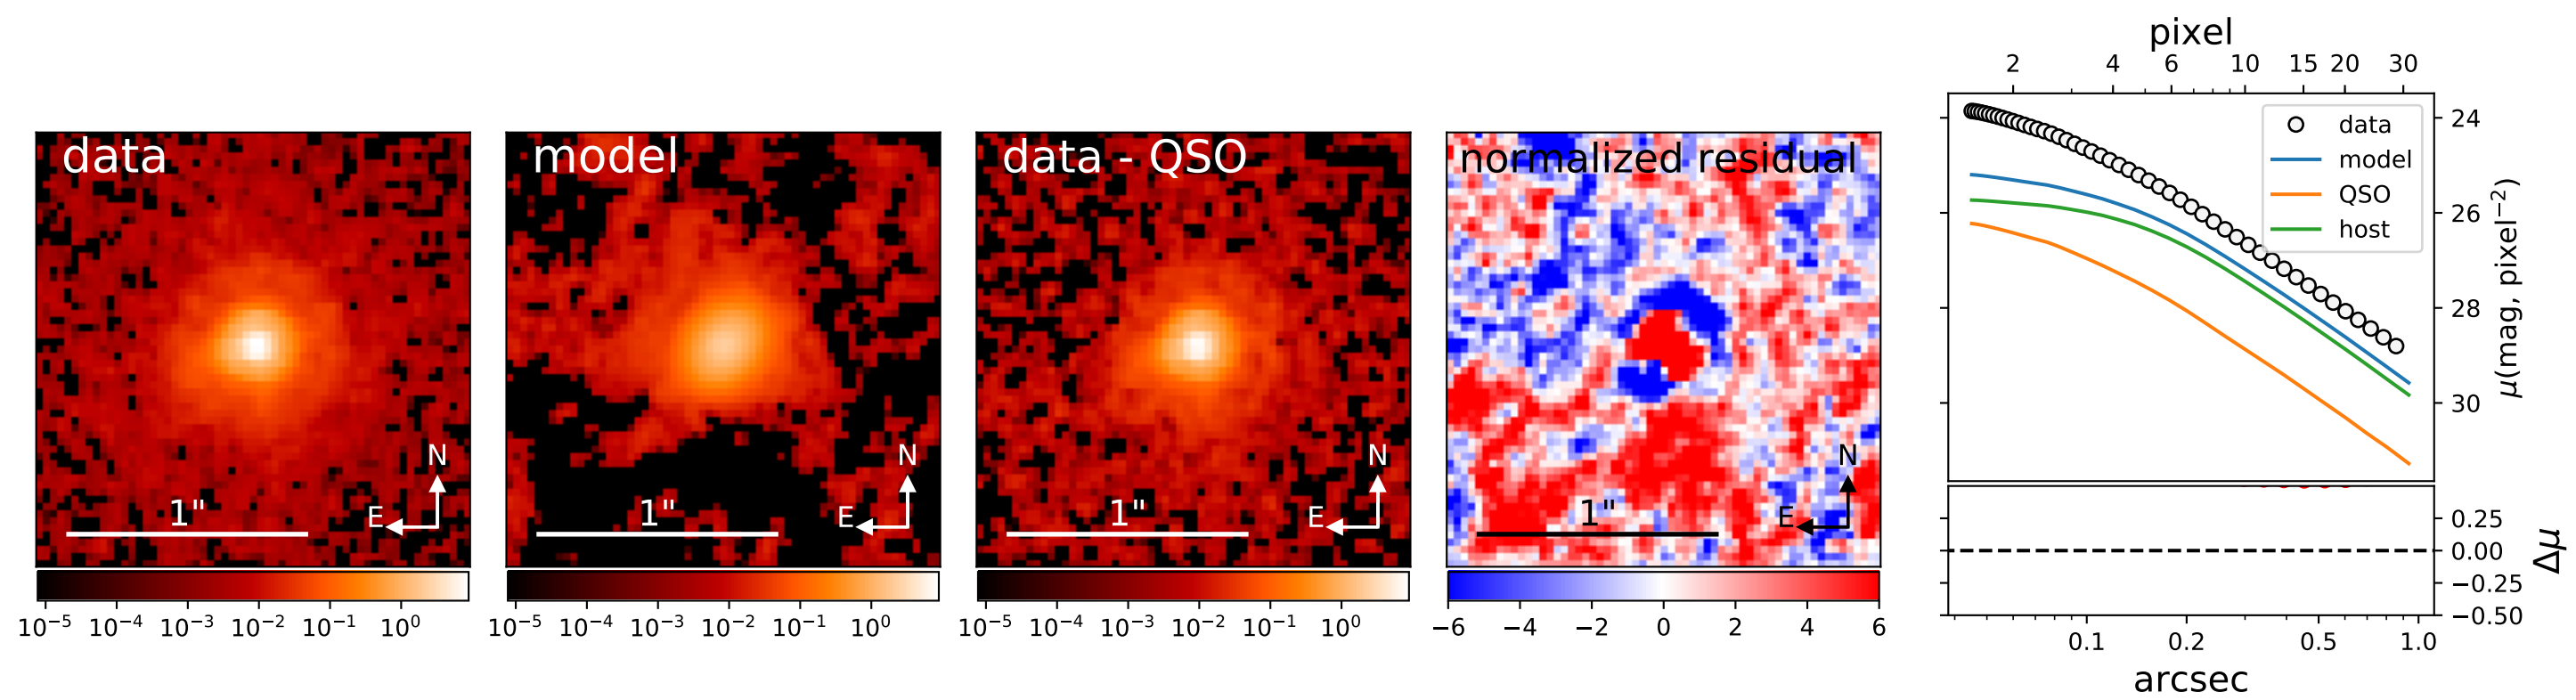 data
N
E
1"
10⁻⁵ 10⁻⁴ 10⁻³ 10⁻² 10⁻¹ 10⁰
model
N
E
1"
10⁻⁵ 10⁻⁴ 10⁻³ 10⁻² 10⁻¹ 10⁰
data - QSO
N
E
1"
10⁻⁵ 10⁻⁴ 10⁻³ 10⁻² 10⁻¹ 10⁰
normalized residual
N
E
1"
−6 −4 −2 0 2 4 6
pixel
2 4 6 10 15 20 30
data
model
QSO
host
24
26
28
30
μ(mag, pixel⁻²)
0.25
0.00
−0.25
−0.50
Δμ
0.1 0.2 0.5 1.0
arcsec